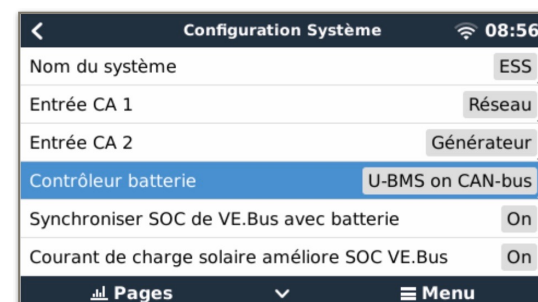 Configuration Système 08:56
Nom du système ESS
Entrée CA 1 Réseau
Entrée CA 2 Générateur
Contrôleur batterie U-BMS on CAN-bus
Synchroniser SOC de VE.Bus avec batterie On
Courant de charge solaire améliore SOC VE.Bus On
Pages Menu